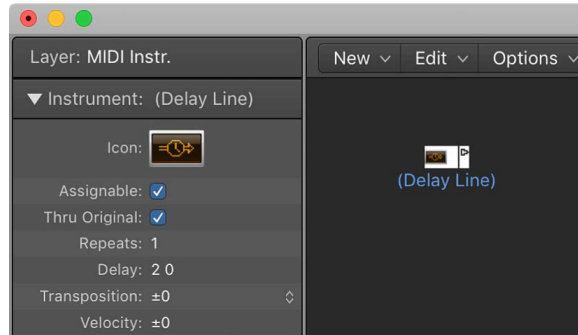 Layer: MIDI Instr.
New Edit Options
Instrument: (Delay Line)
Icon:
(Delay Line)
Assignable:
Thru Original:
Repeats: 1
Delay: 2 0
Transposition: ±0
Velocity: ±0